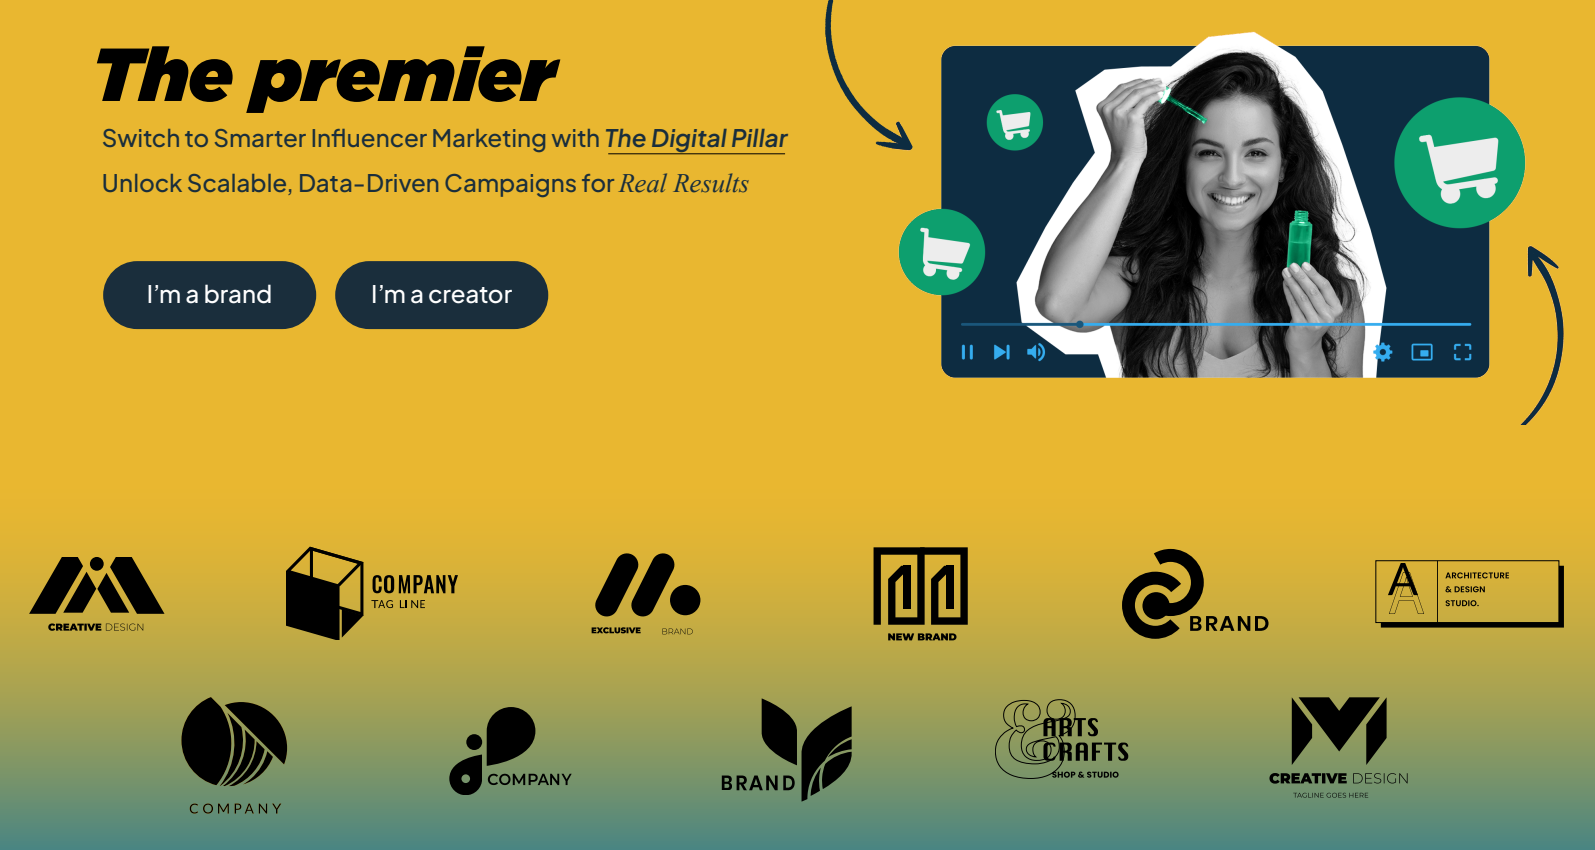 The premier
Switch to Smarter Influencer Marketing with The Digital Pillar
Unlock Scalable, Data-Driven Campaigns for Real Results
I'm a brand
I'm a creator
CREATIVE DESIGN
COMPANY
TAG LINE
EXCLUSIVE BRAND
NEW BRAND
BRAND
A
A
ARCHITECTURE
& DESIGN
STUDIO.
COMPANY
COMPANY
BRAND
&
ARTS
CRAFTS
SHOP & STUDIO
CREATIVE DESIGN
TAGLINE GOES HERE